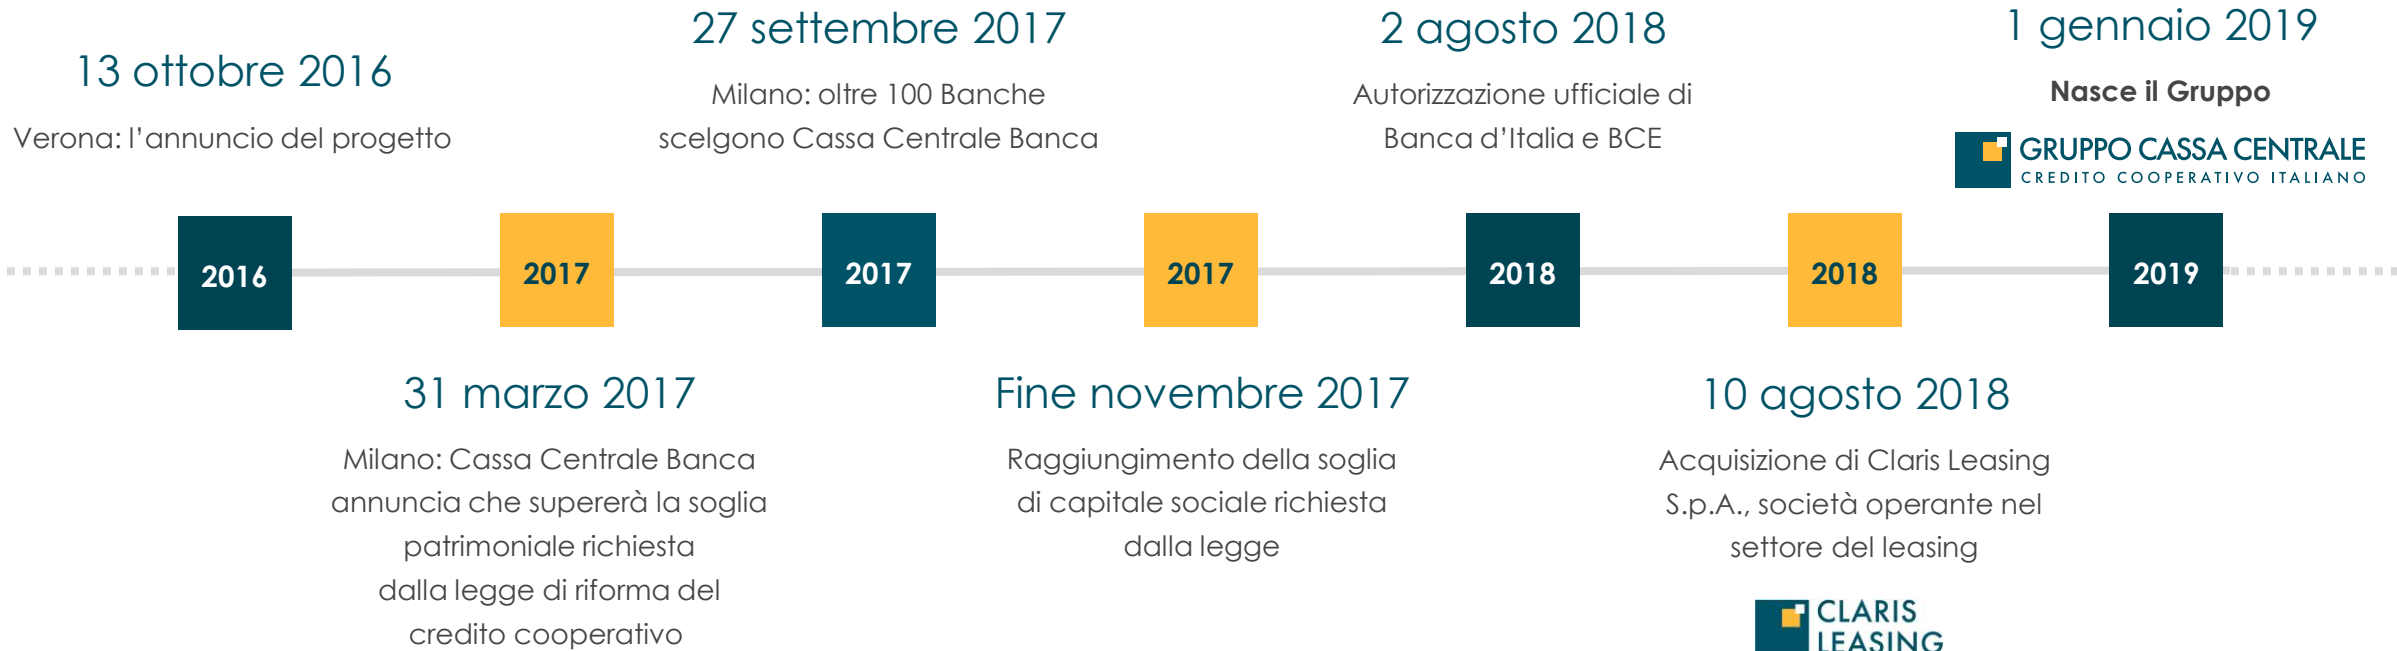 13 ottobre 2016
Verona: l’annuncio del progetto
27 settembre 2017
Milano: oltre 100 Banche
scelgono Cassa Centrale Banca
2 agosto 2018
Autorizzazione ufficiale di
Banca d’Italia e BCE
1 gennaio 2019
Nasce il Gruppo
GRUPPO CASSA CENTRALE
CREDITO COOPERATIVO ITALIANO
2016
2017
2017
2017
2018
2018
2019
31 marzo 2017
Milano: Cassa Centrale Banca
annuncia che supererà la soglia
patrimoniale richiesta
dalla legge di riforma del
credito cooperativo
Fine novembre 2017
Raggiungimento della soglia
di capitale sociale richiesta
dalla legge
10 agosto 2018
Acquisizione di Claris Leasing
S.p.A., società operante nel
settore del leasing
CLARIS
LEASING